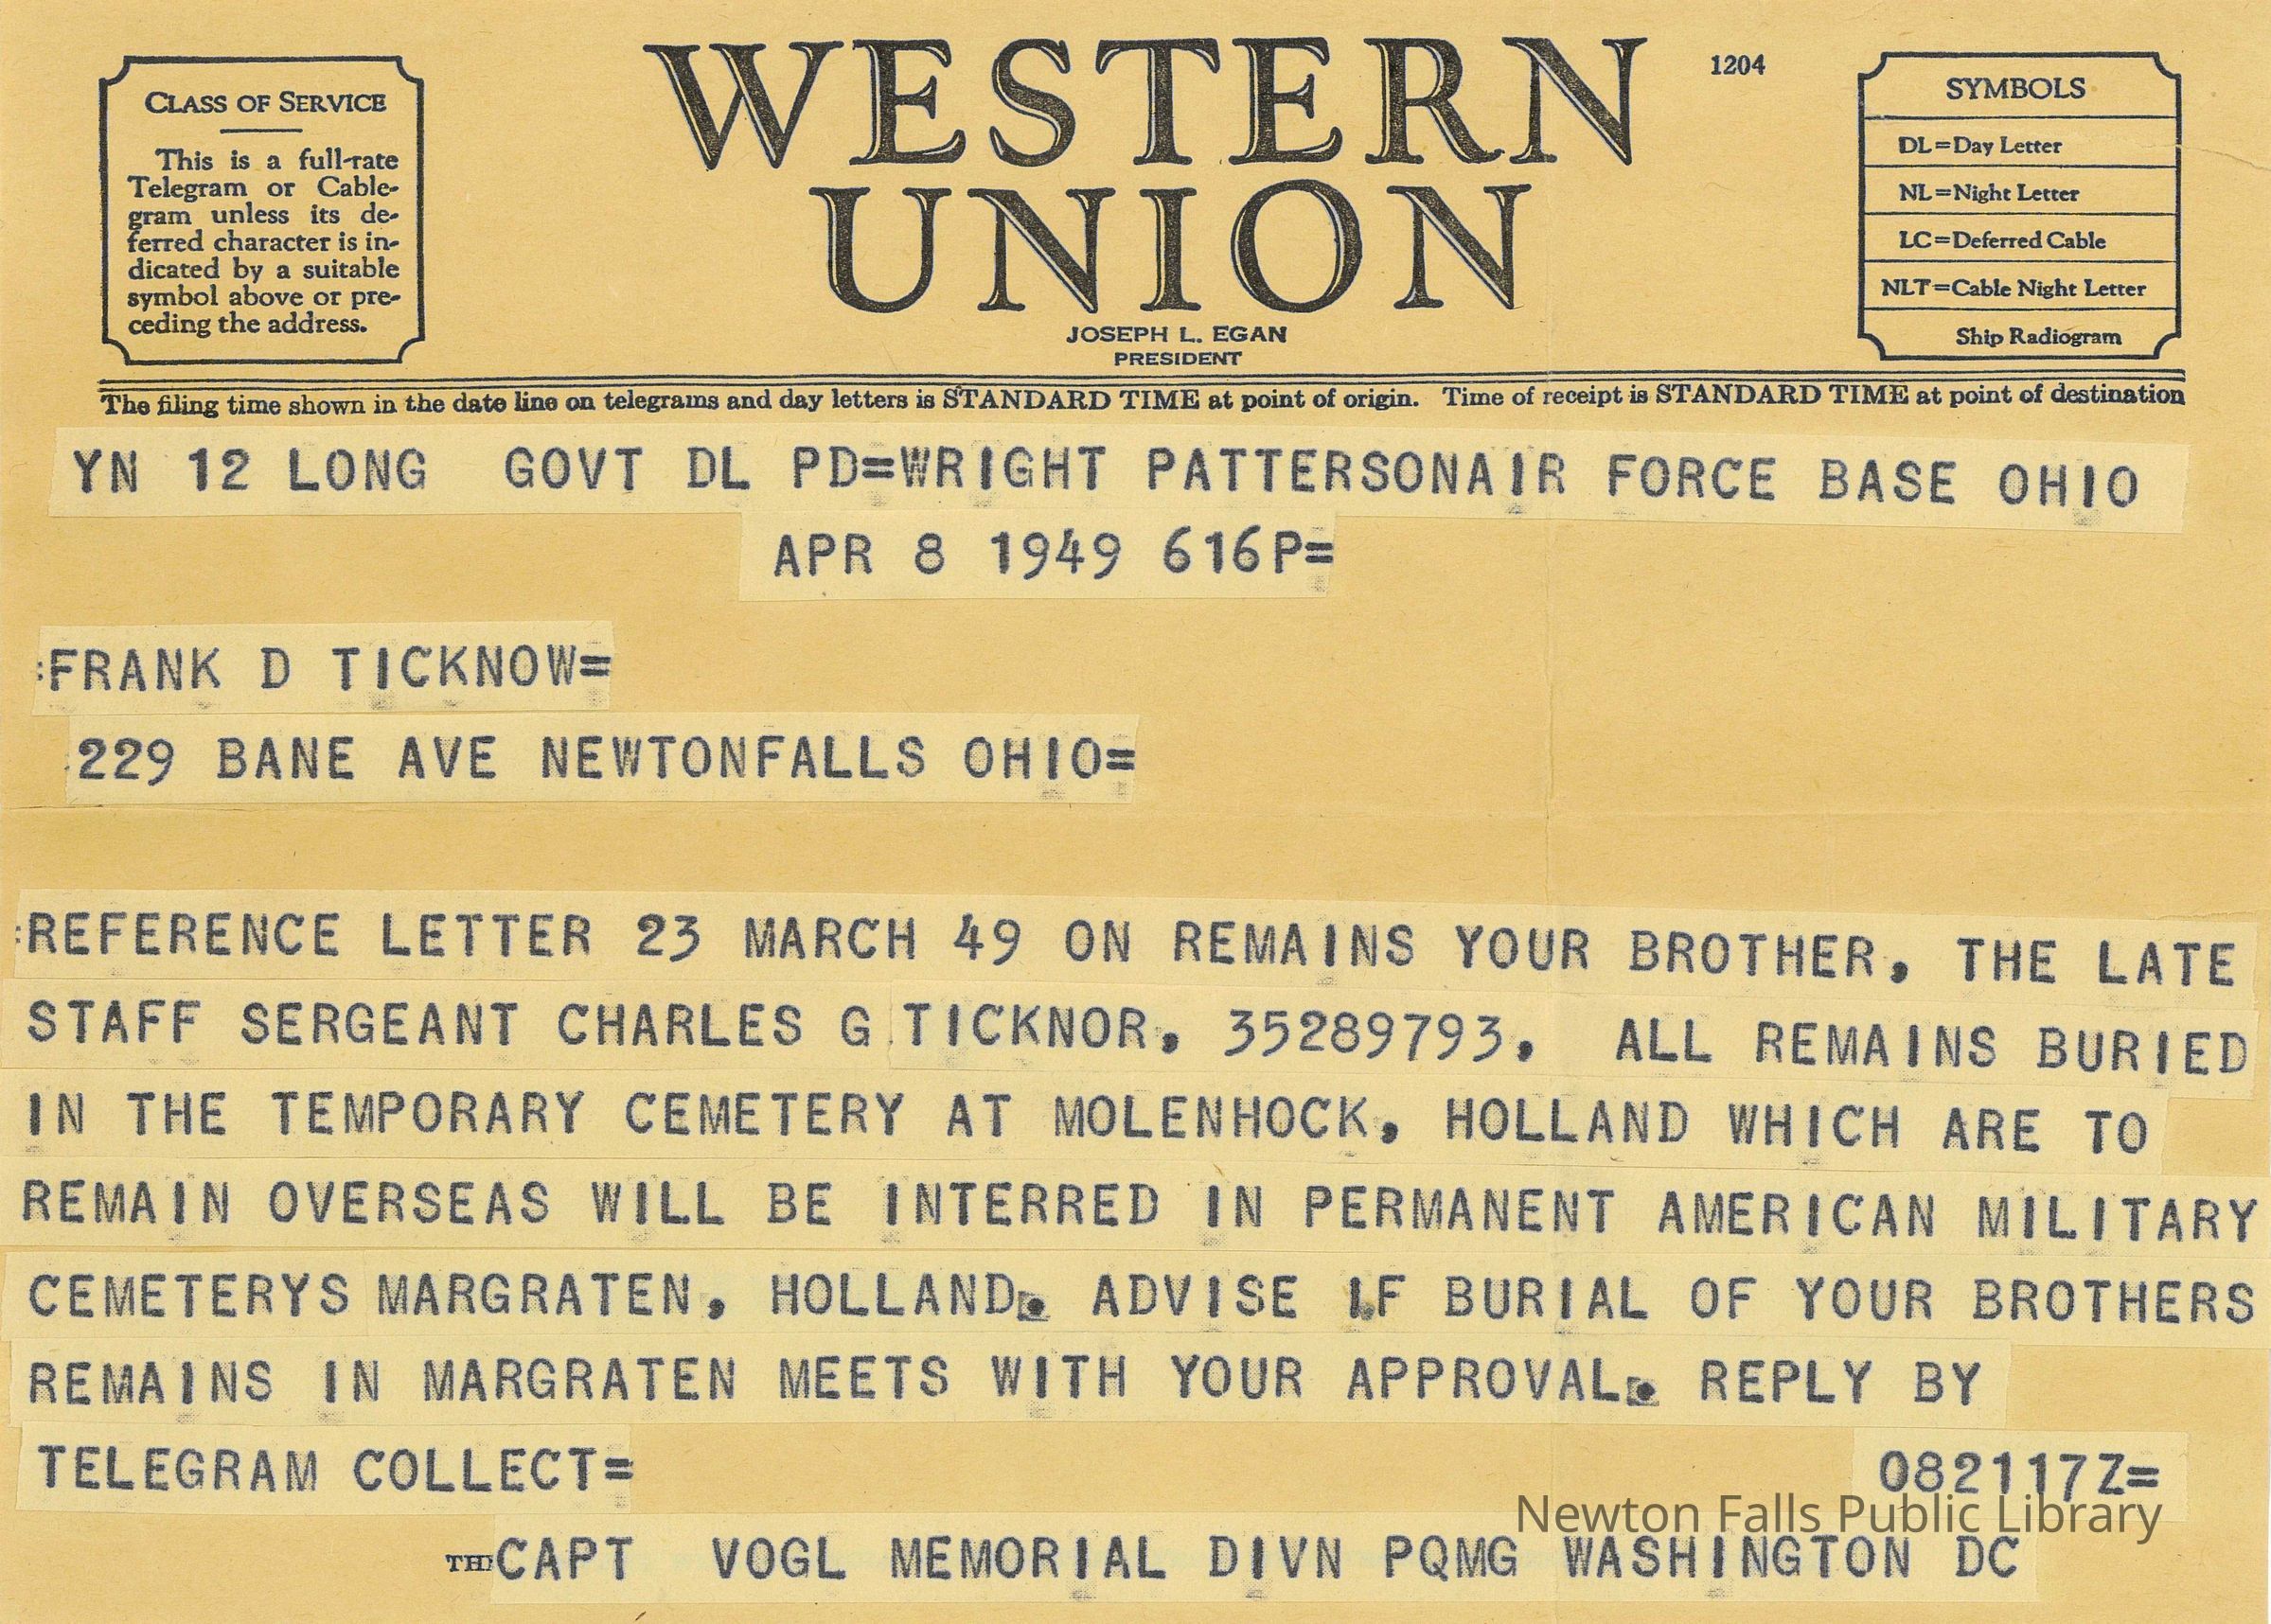 WESTERN
UNION
1204
JOSEPH L. EGAN
PRESIDENT
CLASS OF SERVICE
This is a full-rate
Telegram or Cable-
gram unless its de-
ferred character is in-
dicated by a suitable
symbol above or pre-
ceding the address.
SYMBOLS
DL=Day Letter
NL=Night Letter
LC=Deferred Cable
NLT=Cable Night Letter
Ship Radiogram
The filing time shown in the date line on telegrams and day letters is STANDARD TIME at point of origin. Time of receipt is STANDARD TIME at point of destination
YN 12 LONG GOVT DL PD=WRIGHT PATTERSONAIR FORCE BASE OHIO
APR 8 1949 616P=
:FRANK D TICKNOW=
229 BANE AVE NEWTONFALLS OHIO=
:REFERENCE LETTER 23 MARCH 49 ON REMAINS YOUR BROTHER, THE LATE
STAFF SERGEANT CHARLES G TICKNOR, 35289793, ALL REMAINS BURIED
IN THE TEMPORARY CEMETERY AT MOLENHOCK, HOLLAND WHICH ARE TO
REMAIN OVERSEAS WILL BE INTERRED IN PERMANENT AMERICAN MILITARY
CEMETERYS MARGRATEN, HOLLAND. ADVISE IF BURIAL OF YOUR BROTHERS
REMAINS IN MARGRATEN MEETS WITH YOUR APPROVAL. REPLY BY
TELEGRAM COLLECT=
082117Z=
CAPT VOGL MEMORIAL DIVN PQMG WASHINGTON DC
Newton Falls Public Library